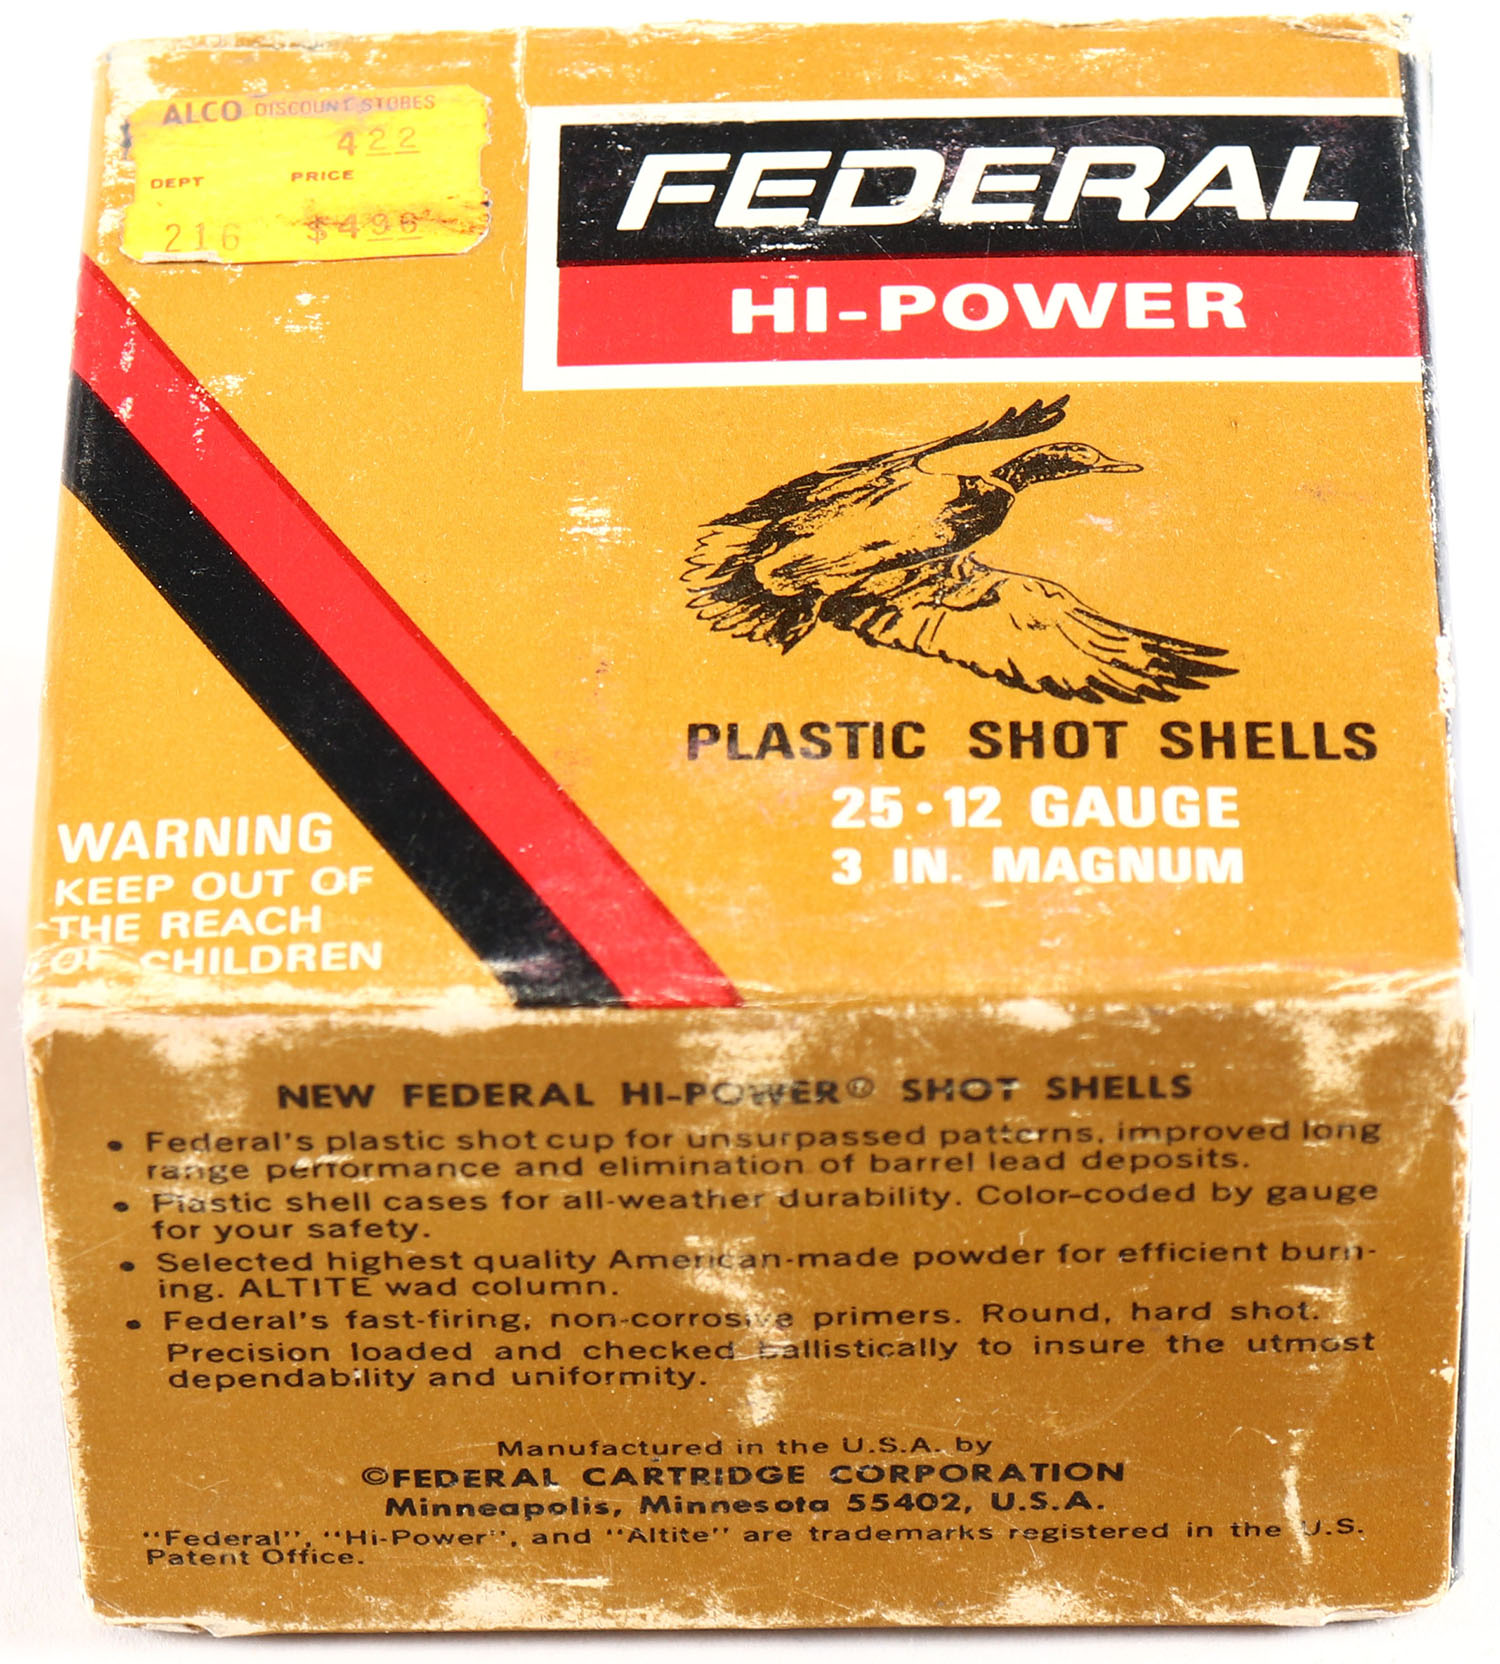 ALCO DISCOUNT STORES
422
DEPT PRICE
216 $4.96
FEDERAL
HI-POWER
PLASTIC SHOT SHELLS
25·12 GAUGE
3 IN. MAGNUM
WARNING
KEEP OUT OF
THE REACH
OF CHILDREN
NEW FEDERAL HI-POWER® SHOT SHELLS
• Federal's plastic shot cup for unsurpassed patterns, improved long
range performance and elimination of barrel lead deposits.
• Plastic shell cases for all-weather durability. Color-coded by gauge
for your safety.
• Selected highest quality American-made powder for efficient burn-
ing. ALTITE wad column.
• Federal's fast-firing, non-corrosive primers. Round, hard shot.
Precision loaded and checked ballistically to insure the utmost
dependability and uniformity.
Manufactured in the U.S.A. by
©FEDERAL CARTRIDGE CORPORATION
Minneapolis, Minnesota 55402, U.S.A.
"Federal", "Hi-Power", and "Altite" are trademarks registered in the U.S.
Patent Office.